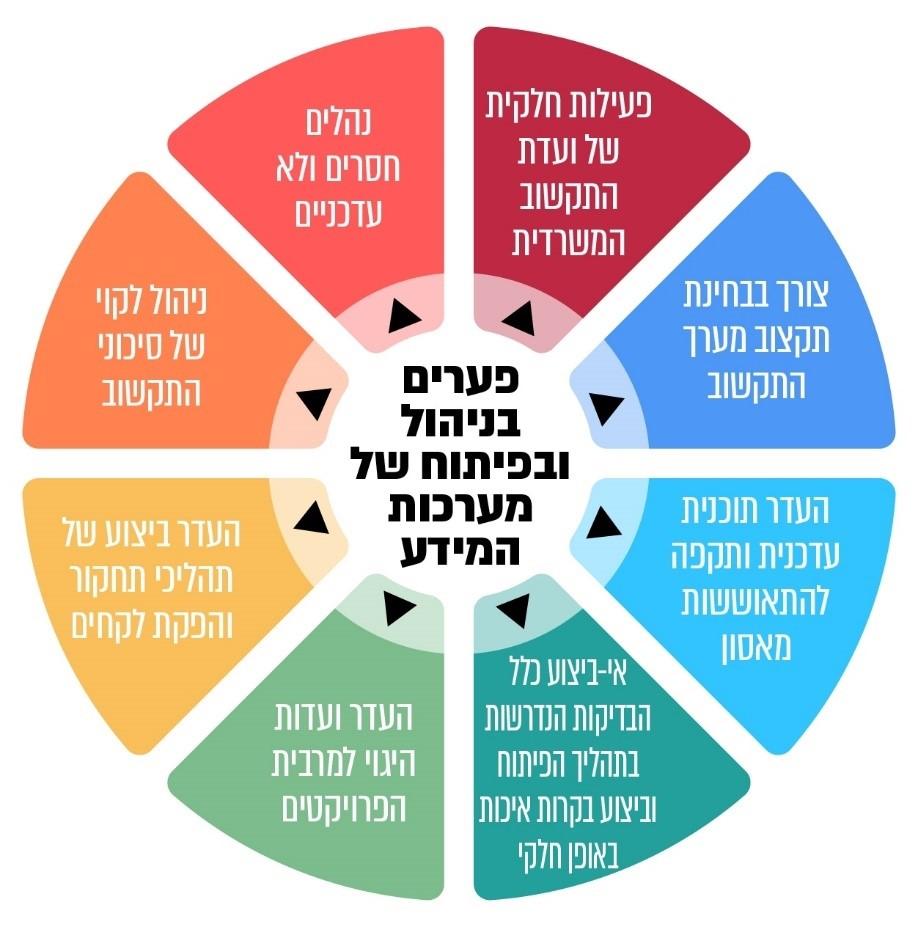 פעילות חלקית
של ועדת
התקשוב
המשרדית
צורך בבחינת
תקצוב מערך
התקשוב
העדר תוכנית
עדכנית ותקפה
להתאוששות
מאסון
אי-ביצוע כלל
הבדיקות הנדרשות
בתהליך הפיתוח
וביצוע בקרות איכות
באופן חלקי
העדר ועדות
היגוי למרבית
הפרויקטים
העדר ביצוע של
תהליכי תחקור
והפקת לקחים
ניהול לקוי
של סיכוני
התקשוב
נהלים
חסרים ולא
עדכניים
פערים
בניהול
ובפיתוח של
מערכות
המידע